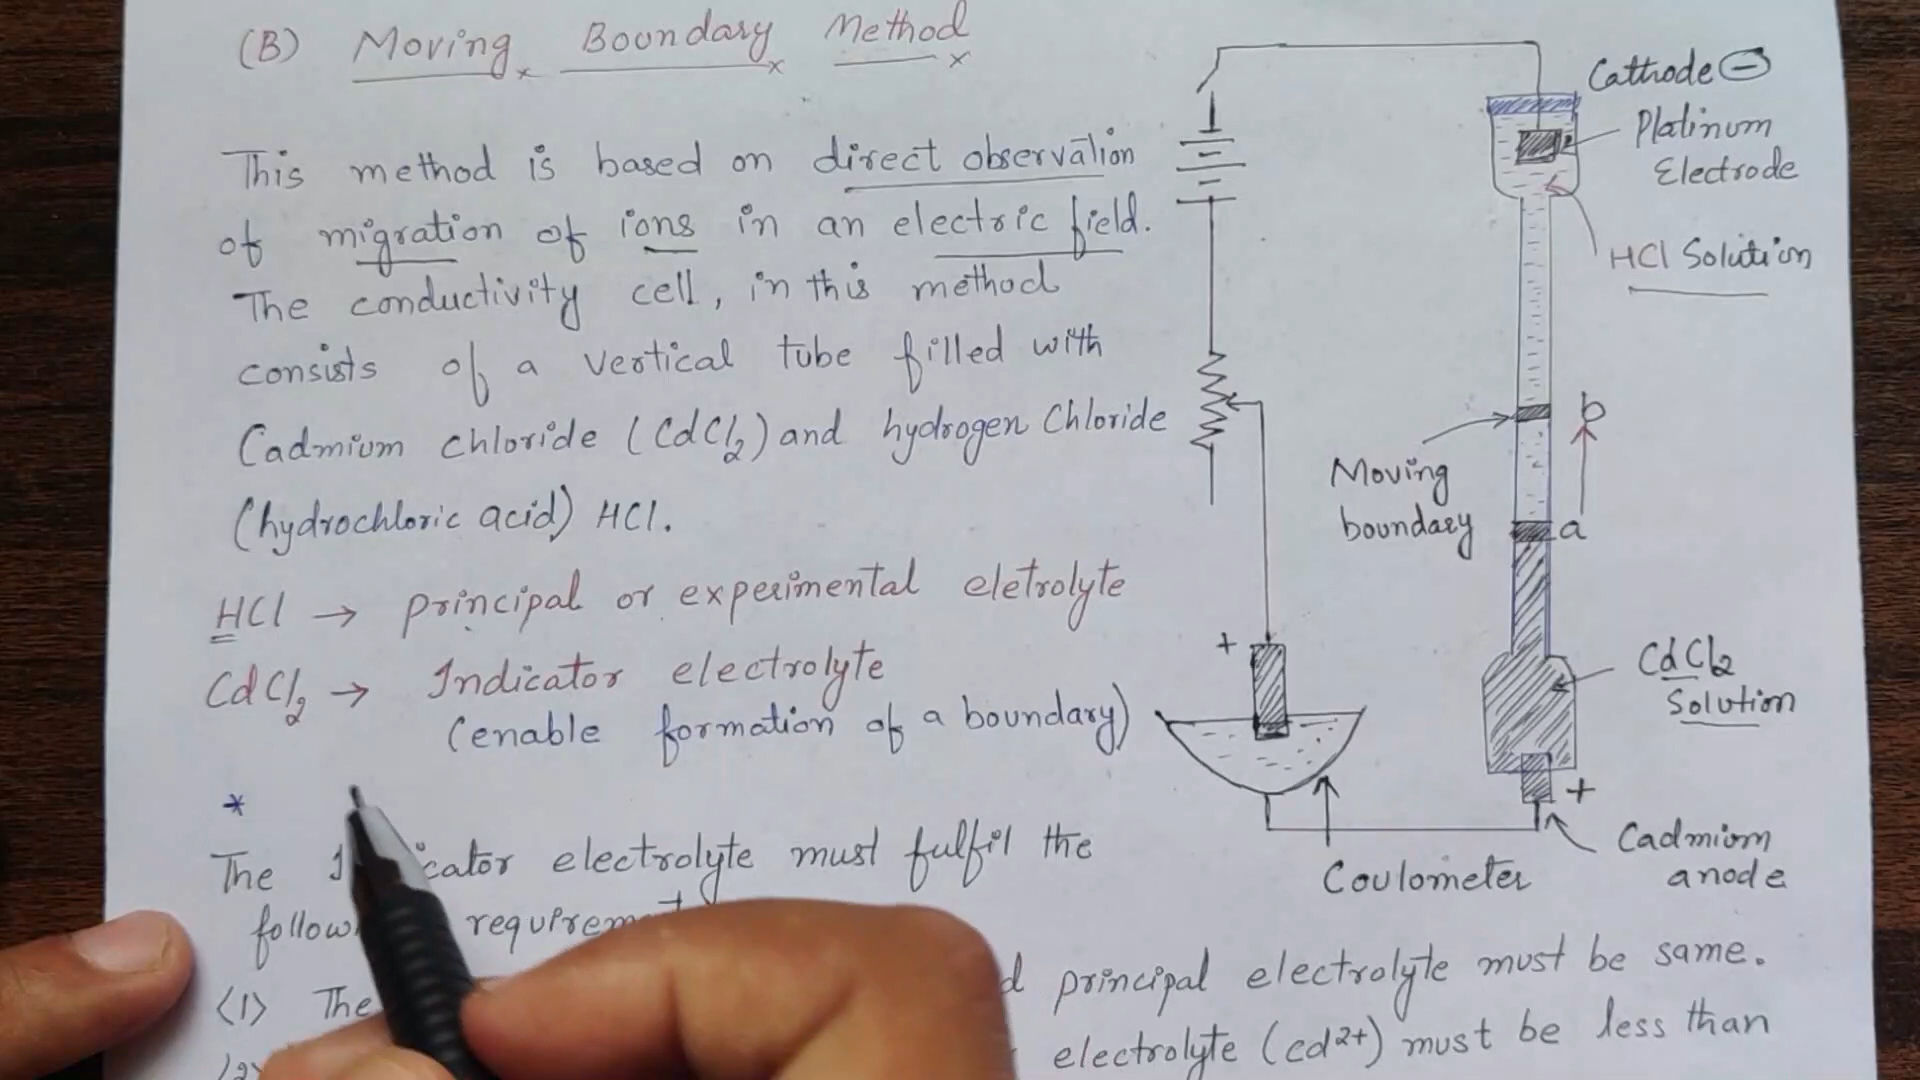 (B) Moving Boundary Method
This method is based on direct observation
of migration of ions in an electric field.
The conductivity cell, in this method
consists of a vertical tube filled with
Cadmium chloride (CdCl2) and hydrogen Chloride
(hydrochloric acid) HCl.
HCl → principal or experimental eletrolyte
CdCl2 → Indicator electrolyte
(enable formation of a boundary)
*
The electrolyte must fulfil the
<1> The principal electrolyte must be same.
electrolyte (cd2+) must be less than
Cathode ⊖
Platinum
Electrode
HCl Solution
b
Moving
boundary
a
+
CdCl2
Solution
+
Cadmium
anode
Coulometer